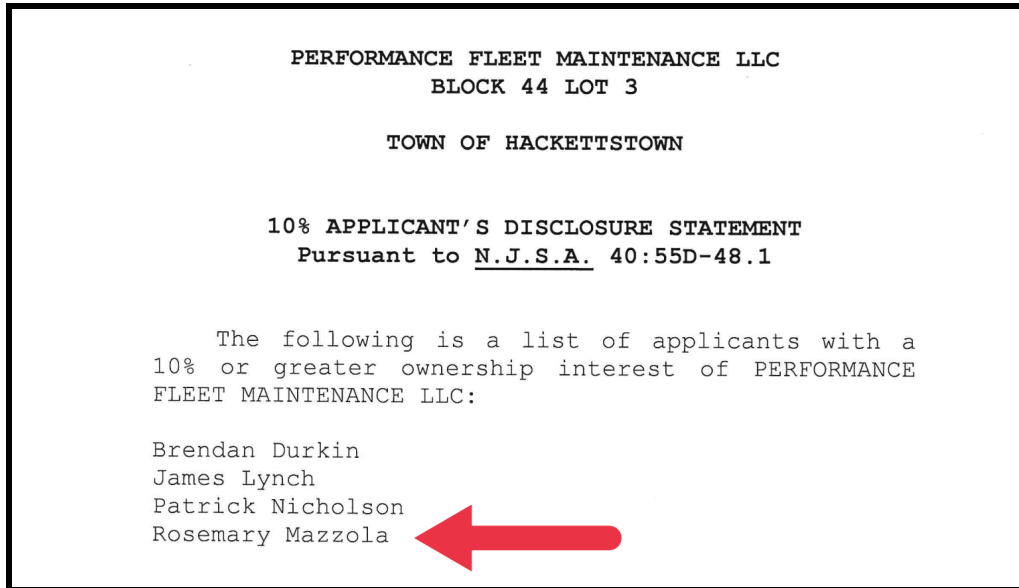 PERFORMANCE FLEET MAINTENANCE LLC
BLOCK 44 LOT 3
TOWN OF HACKETTSTOWN
10% APPLICANT'S DISCLOSURE STATEMENT
Pursuant to N.J.S.A. 40:55D-48.1
The following is a list of applicants with a
10% or greater ownership interest of PERFORMANCE
FLEET MAINTENANCE LLC:
Brendan Durkin
James Lynch
Patrick Nicholson
Rosemary Mazzola